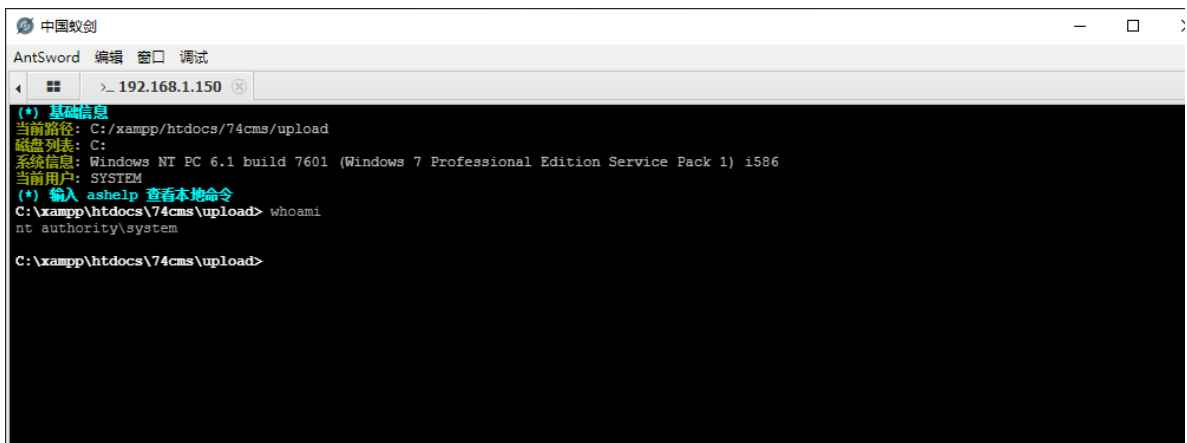 中国蚁剑
AntSword 编辑 窗口 调试
>_ 192.168.1.150
(*) 基础信息
当前路径: C:/xampp/htdocs/74cms/upload
磁盘列表: C:
系统信息: Windows NT PC 6.1 build 7601 (Windows 7 Professional Edition Service Pack 1) i586
当前用户: SYSTEM
(*) 输入 ashelp 查看本地命令
C:\xampp\htdocs\74cms\upload> whoami
nt authority\system
C:\xampp\htdocs\74cms\upload>